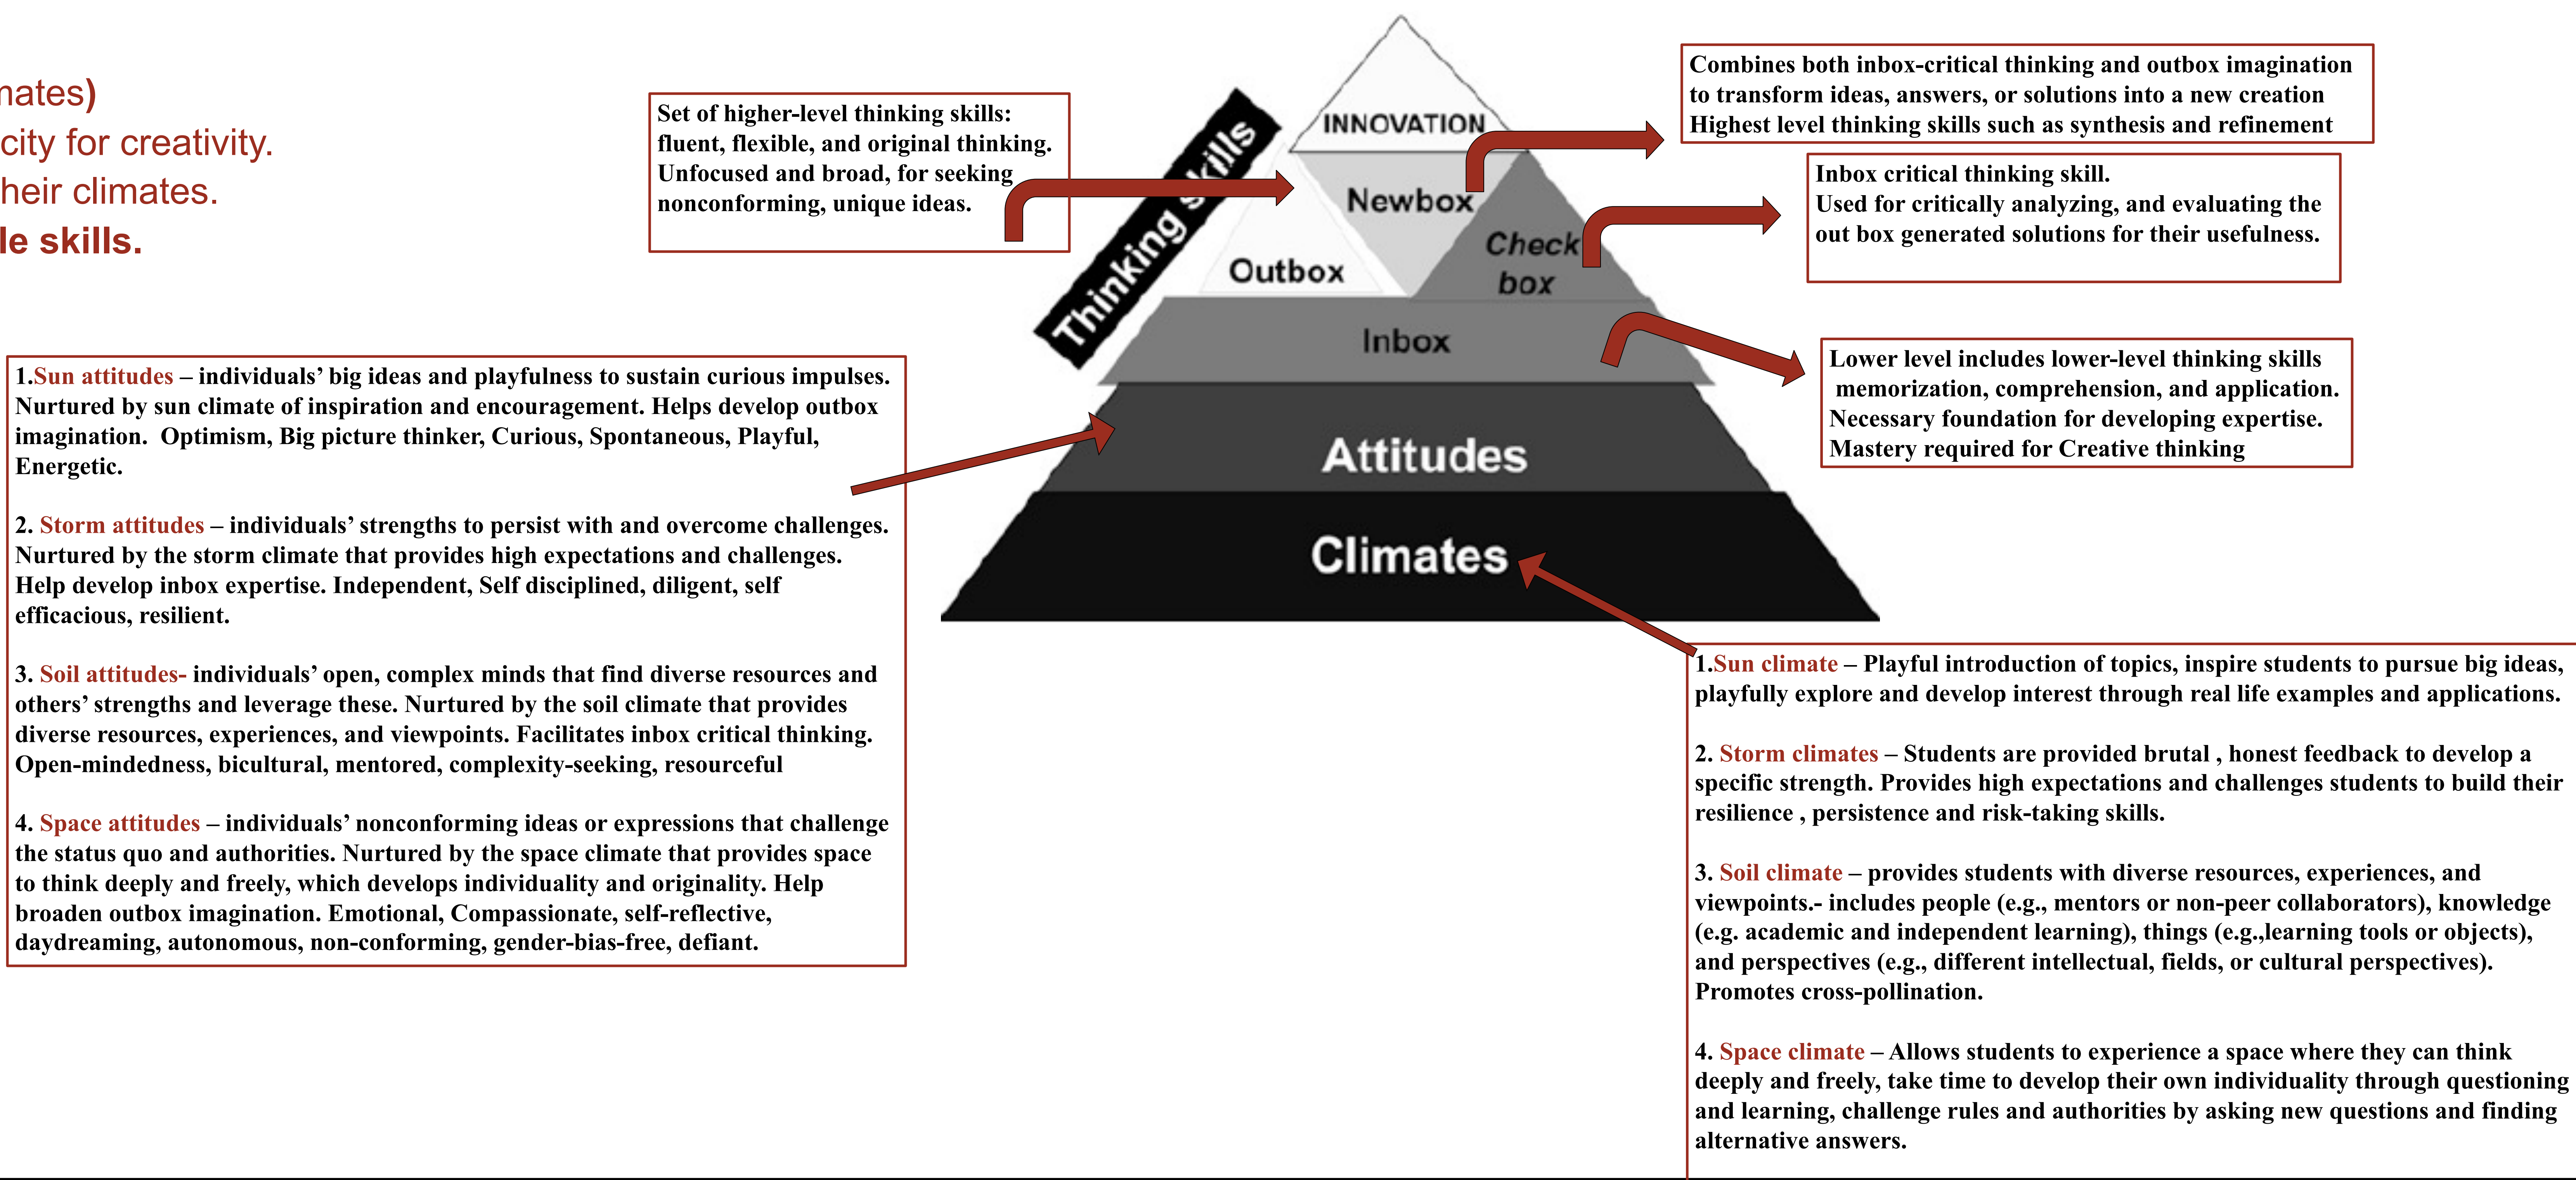 mates)
city for creativity.
heir climates.
le skills.
Set of higher-level thinking skills:
fluent, flexible, and original thinking.
Unfocused and broad, for seeking
nonconforming, unique ideas.
Thinking skills
INNOVATION
Newbox
Outbox
Check
box
Inbox
Attitudes
Climates
Combines both inbox-critical thinking and outbox imagination
to transform ideas, answers, or solutions into a new creation
Highest level thinking skills such as synthesis and refinement
Inbox critical thinking skill.
Used for critically analyzing, and evaluating the
out box generated solutions for their usefulness.
Lower level includes lower-level thinking skills
memorization, comprehension, and application.
Necessary foundation for developing expertise.
Mastery required for Creative thinking
1.Sun attitudes – individuals’ big ideas and playfulness to sustain curious impulses.
Nurtured by sun climate of inspiration and encouragement. Helps develop outbox
imagination. Optimism, Big picture thinker, Curious, Spontaneous, Playful,
Energetic.
2. Storm attitudes – individuals’ strengths to persist with and overcome challenges.
Nurtured by the storm climate that provides high expectations and challenges.
Help develop inbox expertise. Independent, Self disciplined, diligent, self
efficacious, resilient.
3. Soil attitudes- individuals’ open, complex minds that find diverse resources and
others’ strengths and leverage these. Nurtured by the soil climate that provides
diverse resources, experiences, and viewpoints. Facilitates inbox critical thinking.
Open-mindedness, bicultural, mentored, complexity-seeking, resourceful
4. Space attitudes – individuals’ nonconforming ideas or expressions that challenge
the status quo and authorities. Nurtured by the space climate that provides space
to think deeply and freely, which develops individuality and originality. Help
broaden outbox imagination. Emotional, Compassionate, self-reflective,
daydreaming, autonomous, non-conforming, gender-bias-free, defiant.
1.Sun climate – Playful introduction of topics, inspire students to pursue big ideas,
playfully explore and develop interest through real life examples and applications.
2. Storm climates – Students are provided brutal , honest feedback to develop a
specific strength. Provides high expectations and challenges students to build their
resilience , persistence and risk-taking skills.
3. Soil climate – provides students with diverse resources, experiences, and
viewpoints.- includes people (e.g., mentors or non-peer collaborators), knowledge
(e.g. academic and independent learning), things (e.g.,learning tools or objects),
and perspectives (e.g., different intellectual, fields, or cultural perspectives).
Promotes cross-pollination.
4. Space climate – Allows students to experience a space where they can think
deeply and freely, take time to develop their own individuality through questioning
and learning, challenge rules and authorities by asking new questions and finding
alternative answers.